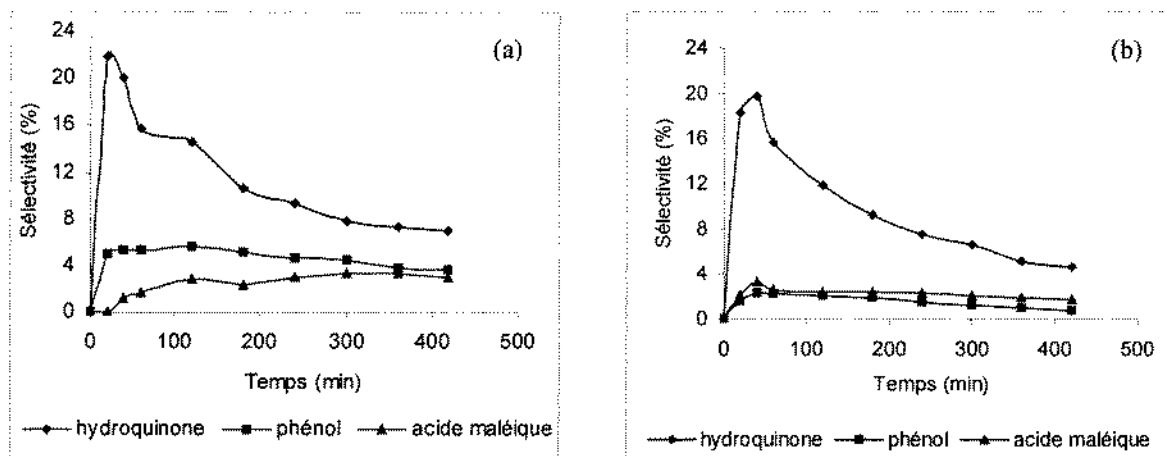 (a)
Sélectivité (%)
24
20
16
12
8
4
0
0 100 200 300 400 500
Temps (min)
hydroquinone phénol acide maléique
(b)
Sélectivité (%)
24
20
16
12
8
4
0
0 100 200 300 400 500
Temps (min)
hydroquinone phénol acide maléique